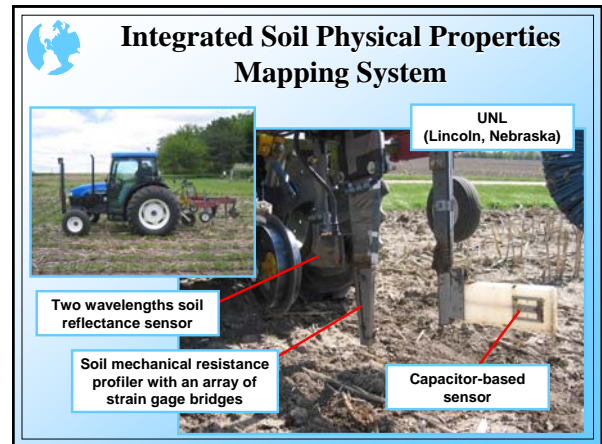 Integrated Soil Physical Properties
Mapping System
UNL
(Lincoln, Nebraska)
Two wavelengths soil
reflectance sensor
Soil mechanical resistance
profiler with an array of
strain gage bridges
Capacitor-based
sensor